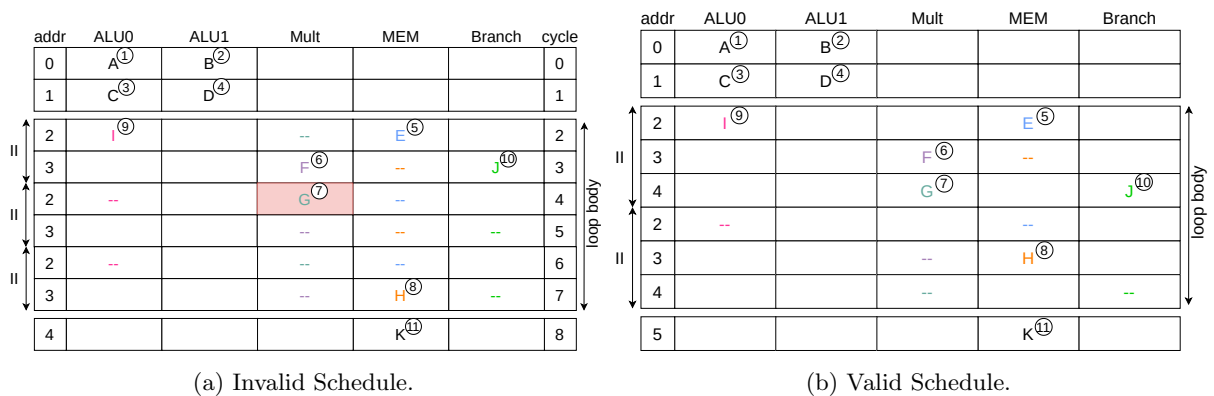 addr ALU0 ALU1 Mult MEM Branch cycle
0 A① B② 0
1 C③ D④ 1
II
2 I⑨ -- E⑤ 2
3 F⑥ -- J⑩ 3
II
2 -- G⑦ -- 4
3 -- -- -- 5
II
2 -- -- -- 6
3 -- H⑧ -- 7
loop body
4 K⑪ 8
(a) Invalid Schedule.
addr ALU0 ALU1 Mult MEM Branch
0 A① B②
1 C③ D④
II
2 I⑨ E⑤
3 F⑥ --
4 G⑦ J⑩
II
2 -- --
3 -- H⑧
4 -- --
loop body
5 K⑪
(b) Valid Schedule.